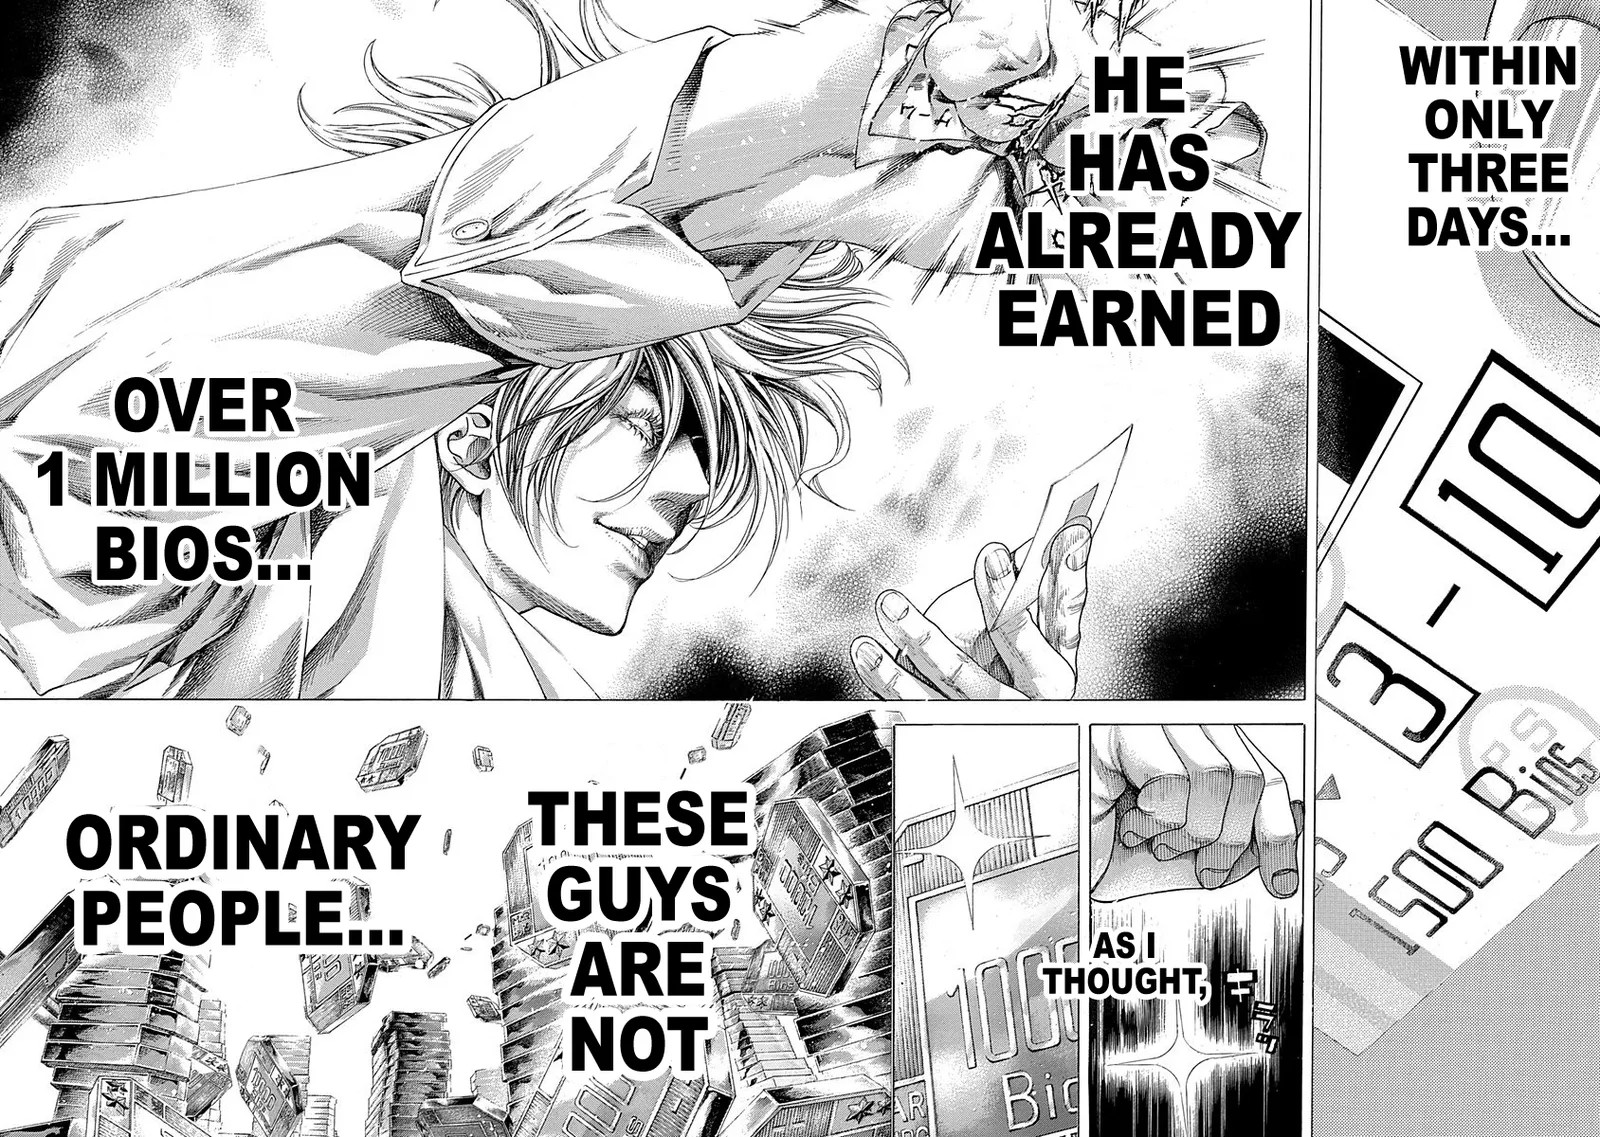 WITHIN
ONLY
THREE
DAYS...
10
3
-
1500 Bios
HE
HAS
ALREADY
EARNED
OVER
1 MILLION
BIOS...
AS I
THOUGHT,
1000
Bios
THESE
GUYS
ARE
NOT
ORDINARY
PEOPLE...